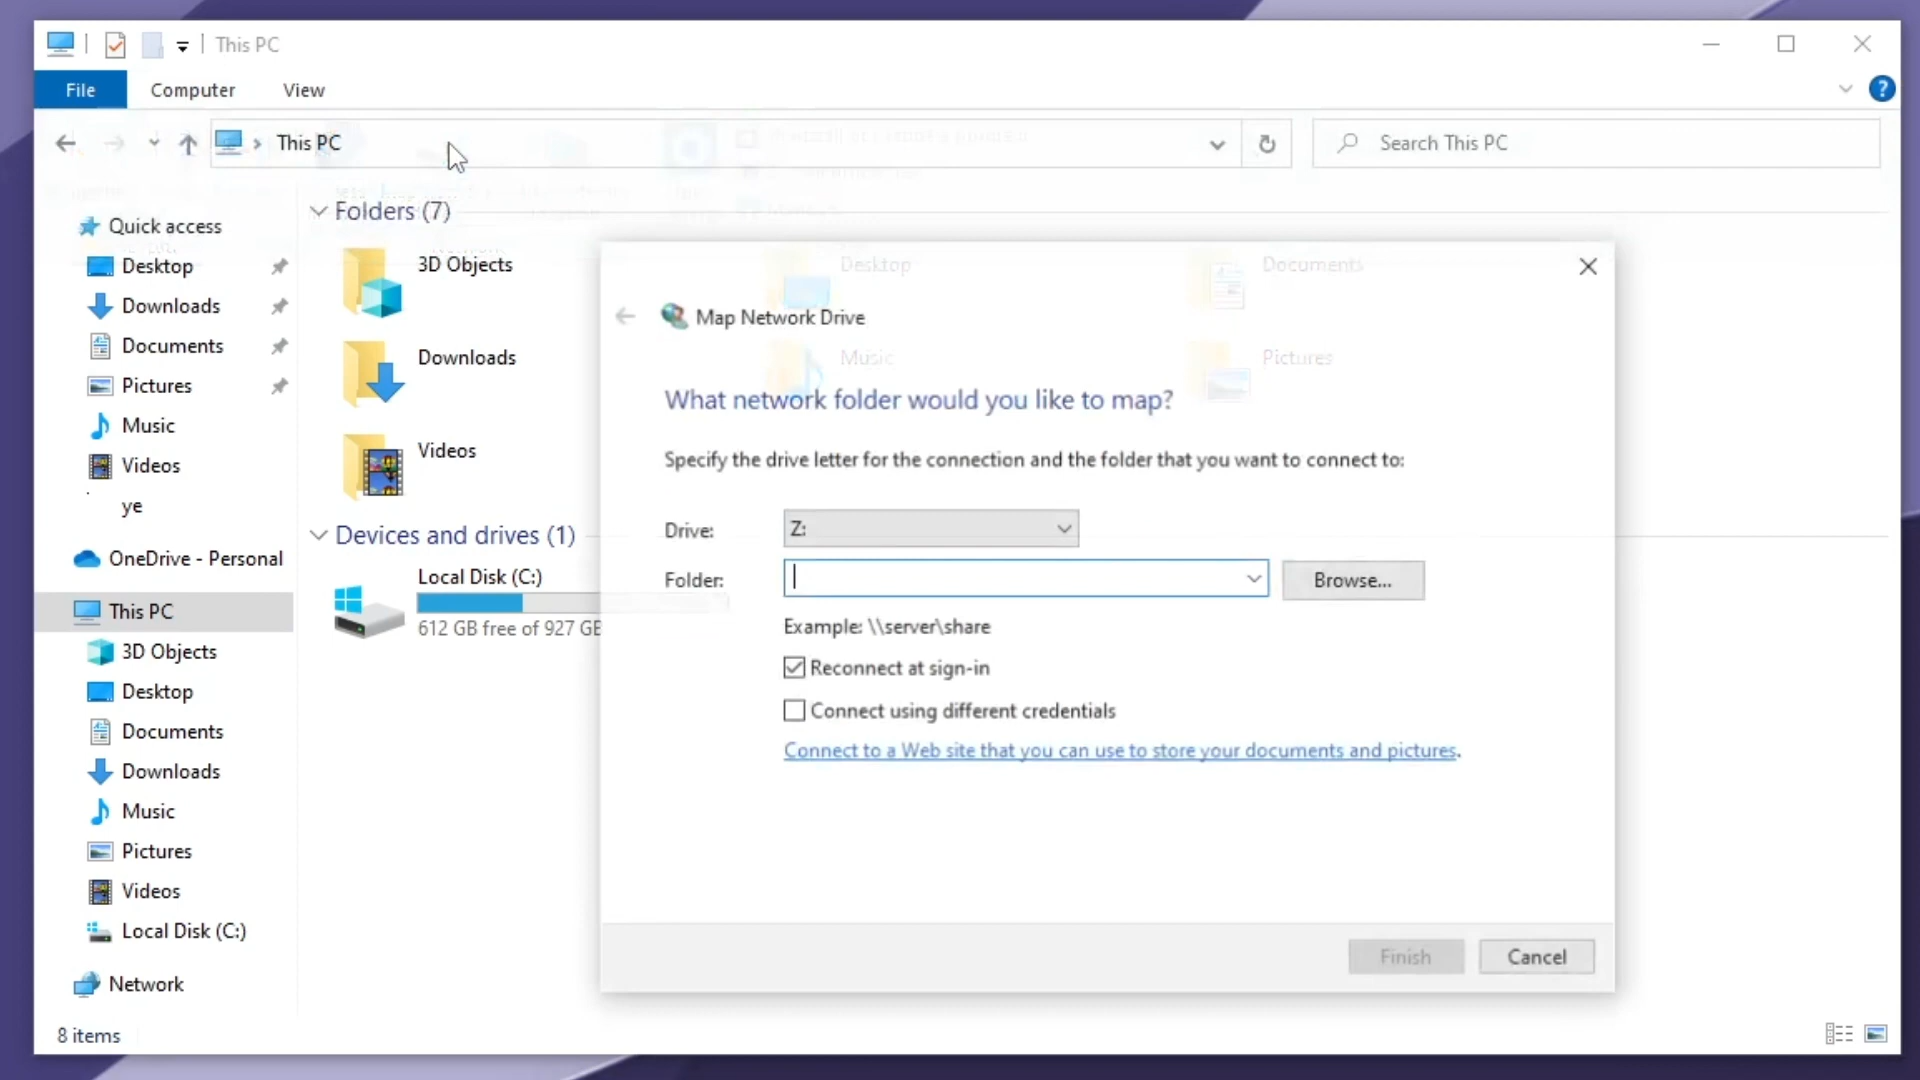 This PC
File
Computer
View
This PC
Search This PC
Quick access
Desktop
Downloads
Documents
Pictures
Music
Videos
ye
OneDrive - Personal
This PC
3D Objects
Desktop
Documents
Downloads
Music
Pictures
Videos
Local Disk (C:)
Network
8 items
Folders (7)
3D Objects
Desktop
Documents
Downloads
Music
Pictures
Videos
Devices and drives (1)
Local Disk (C:)
612 GB free of 927 GB
Map Network Drive
What network folder would you like to map?
Specify the drive letter for the connection and the folder that you want to connect to:
Drive:
Z:
Folder:
Browse...
Example: \\server\share
Reconnect at sign-in
Connect using different credentials
Connect to a Web site that you can use to store your documents and pictures.
Finish
Cancel